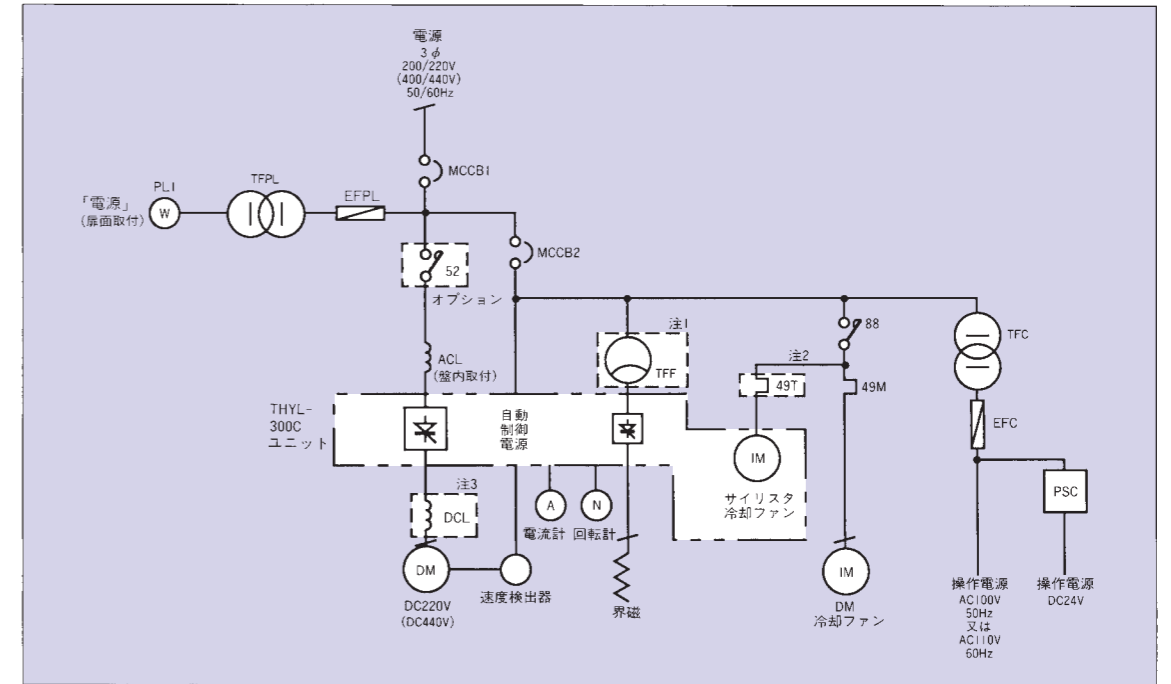 電源
3φ
200/220V
(400/440V)
50/60Hz
MCCB1
PL1
TFPL
EFPL
「電源」
(扉面取付)
W
MCCB2
52
オプション
注1
88
TFC
ACL
(盤内取付)
TFF
注2
49T
49M
THYL-
300C
ユニット
自動
制御
電源
EFC
IM
サイリスタ
冷却ファン
PSC
注3
DCL
A
N
電流計
回転計
DM
速度検出器
DC220V
(DC440V)
界磁
IM
DM
冷却ファン
操作電源
AC100V
50Hz
又は
AC110V
60Hz
操作電源
DC24V